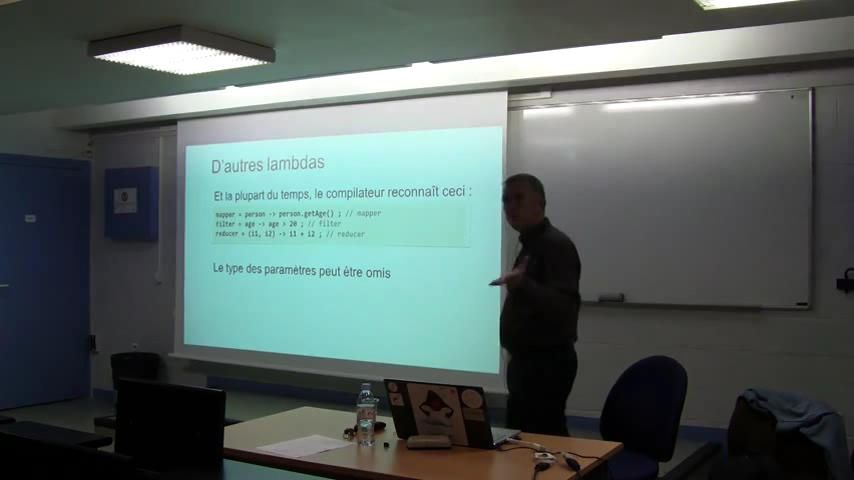 D'autres lambdas
Et la plupart du temps, le compilateur reconnaît ceci :
mapper = person -> person.getAge() ; // mapper
filter = age -> age > 20 ; // filter
reducer = (i1, i2) -> i1 + i2 ; // reducer
Le type des paramètres peut être omis